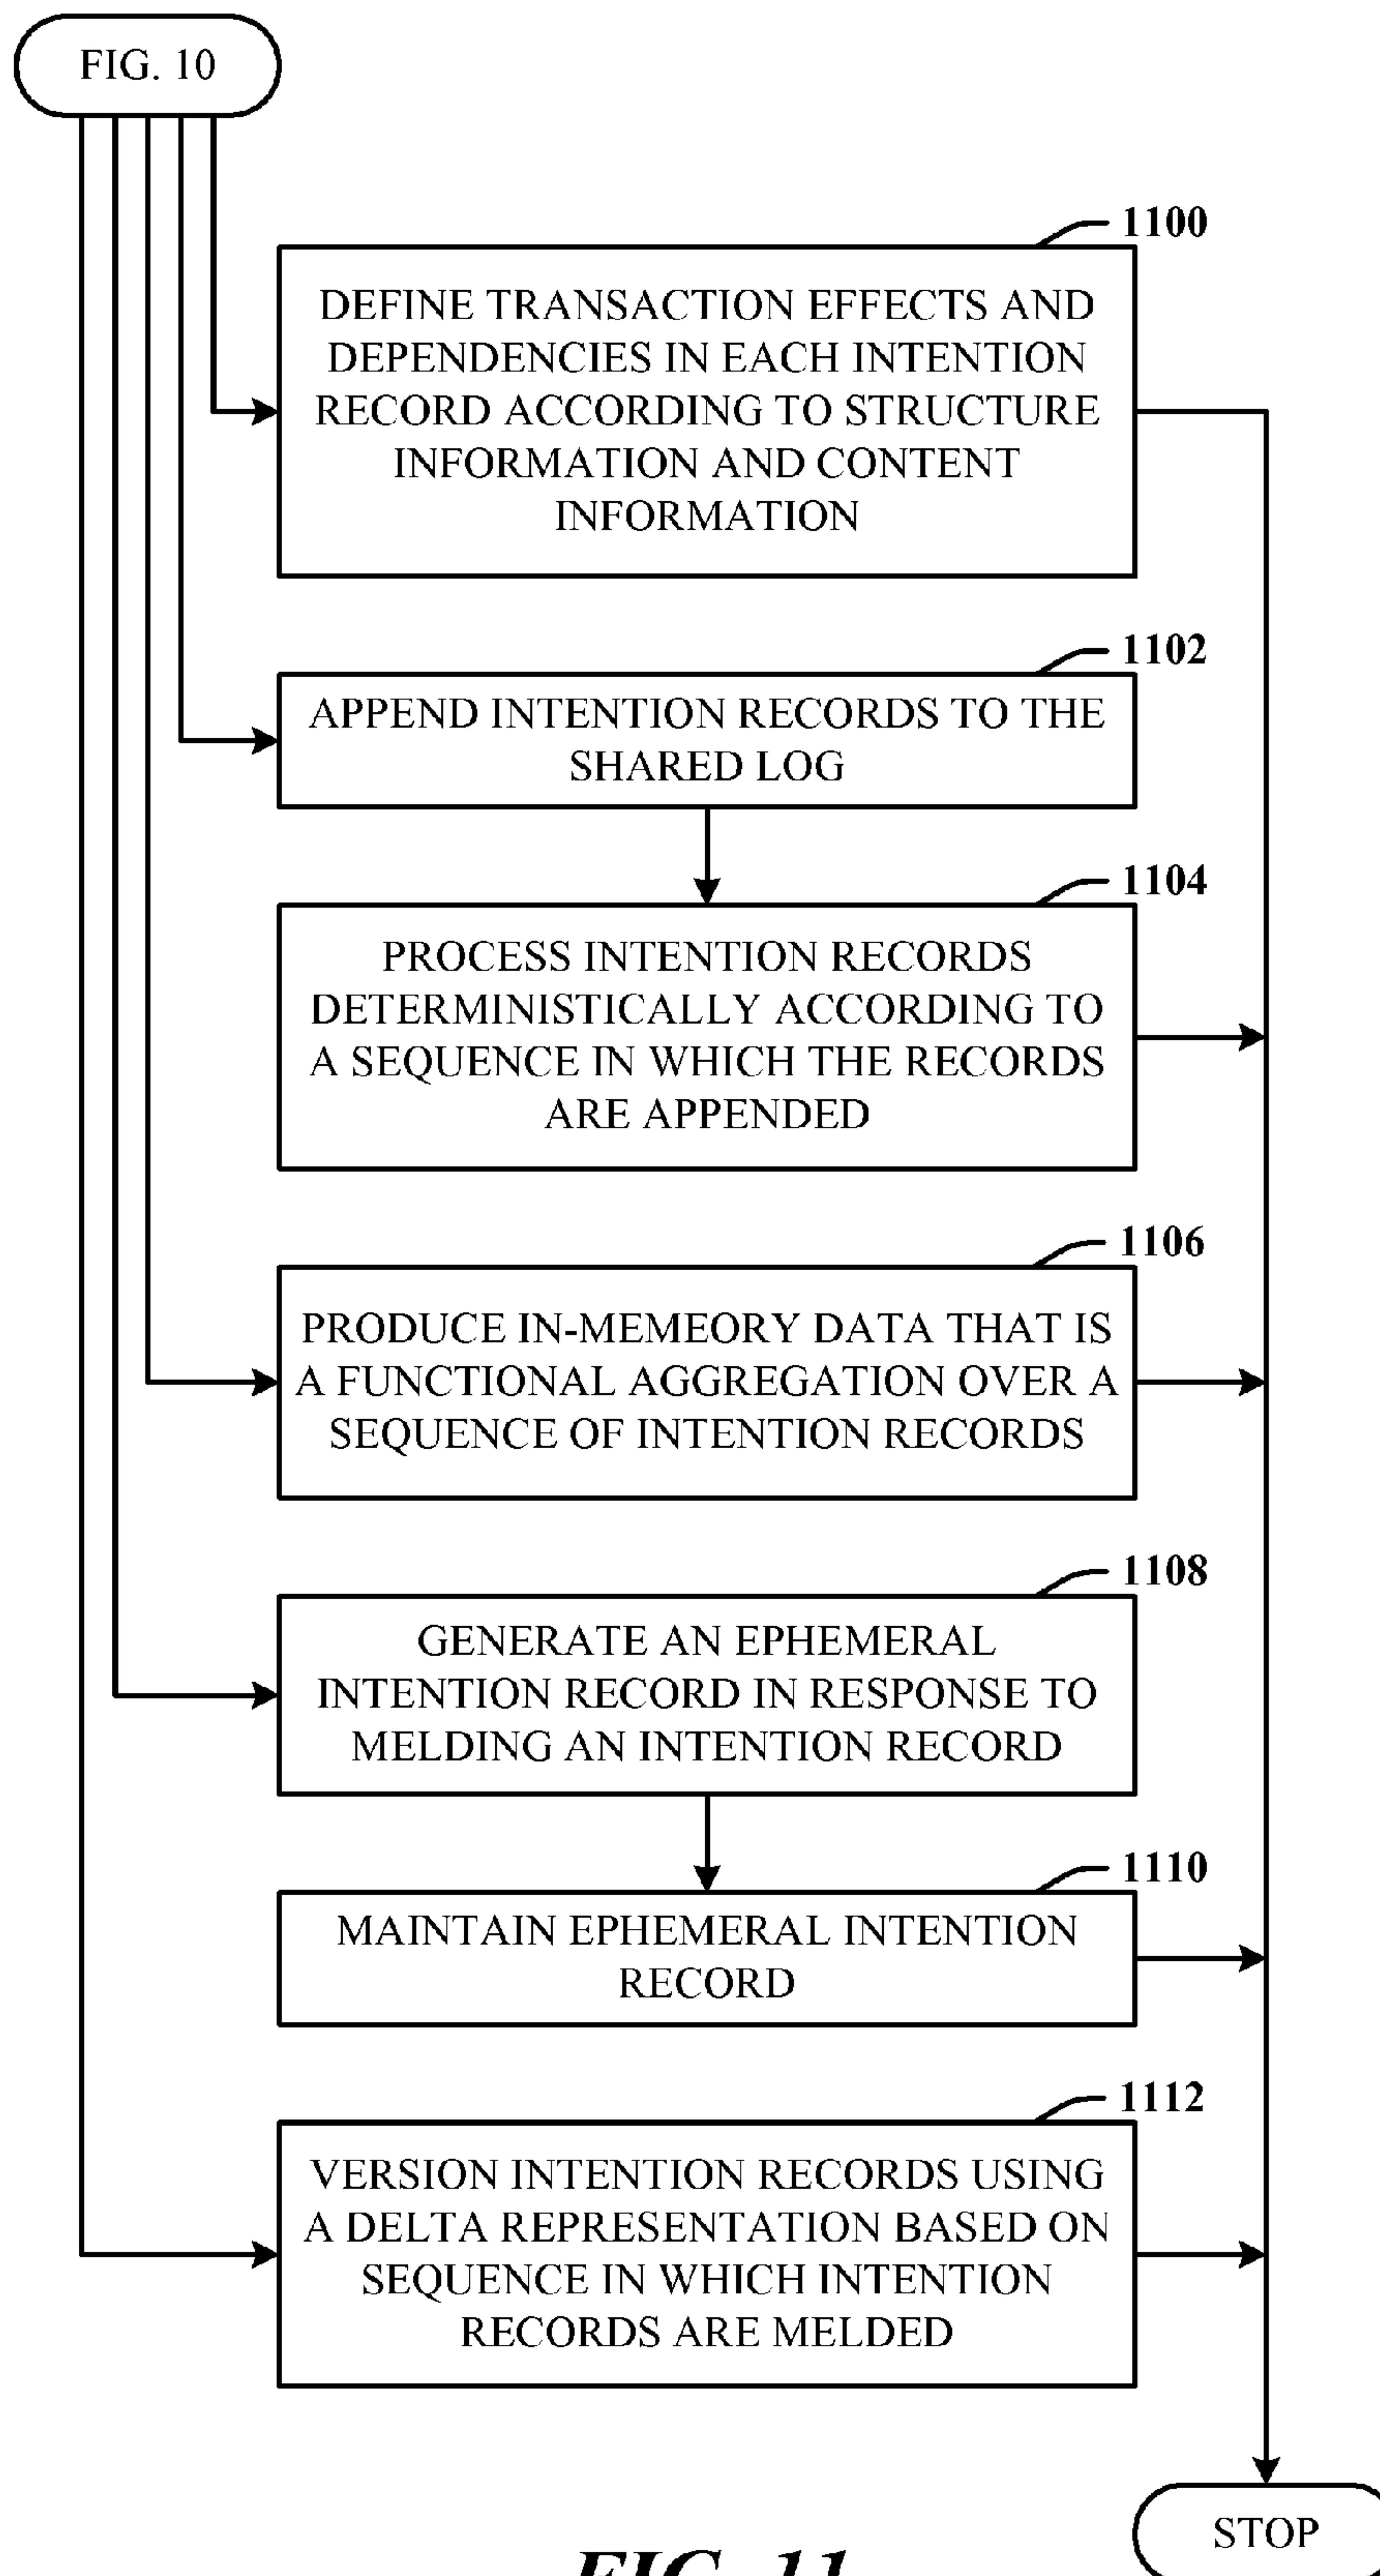 FIG. 10
1100
DEFINE TRANSACTION EFFECTS AND
DEPENDENCIES IN EACH INTENTION
RECORD ACCORDING TO STRUCTURE
INFORMATION AND CONTENT
INFORMATION
1102
APPEND INTENTION RECORDS TO THE
SHARED LOG
1104
PROCESS INTENTION RECORDS
DETERMINISTICALLY ACCORDING TO
A SEQUENCE IN WHICH THE RECORDS
ARE APPENDED
1106
PRODUCE IN-MEMEORY DATA THAT IS
A FUNCTIONAL AGGREGATION OVER A
SEQUENCE OF INTENTION RECORDS
1108
GENERATE AN EPHEMERAL
INTENTION RECORD IN RESPONSE TO
MELDING AN INTENTION RECORD
1110
MAINTAIN EPHEMERAL INTENTION
RECORD
1112
VERSION INTENTION RECORDS USING
A DELTA REPRESENTATION BASED ON
SEQUENCE IN WHICH INTENTION
RECORDS ARE MELDED
STOP
FIG. 11